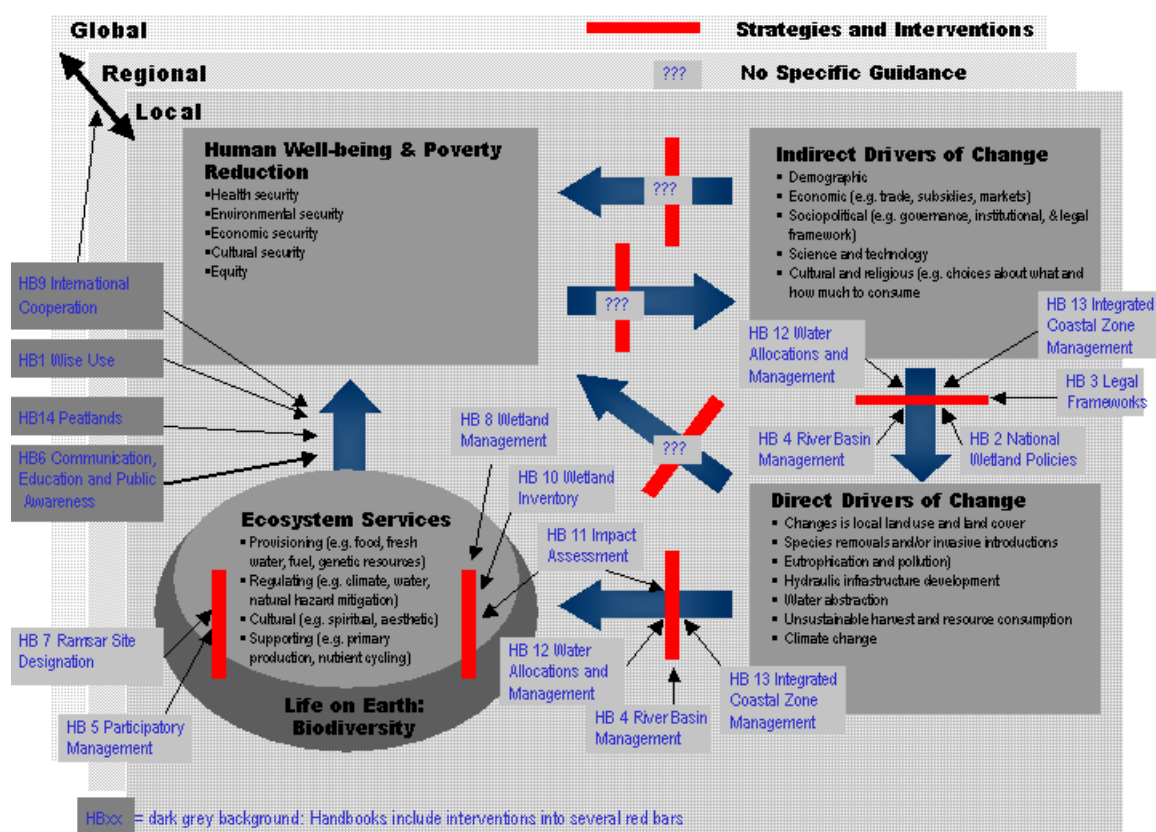 Global
Strategies and Interventions
Regional
???
No Specific Guidance
Local
Human Well-being & Poverty
Reduction
▪Health security
▪Environmental security
▪Economic security
▪Cultural security
▪Equity
???
???
Indirect Drivers of Change
▪ Demographic
▪ Economic (e.g. trade, subsidies, markets)
▪ Sociopolitical (e.g. governance, institutional, & legal
framework)
▪ Science and technology
▪ Cultural and religious (e.g. choices about what and
how much to consume
HB9 International
Cooperation
HB1 Wise Use
HB14 Peatlands
HB6 Communication,
Education and Public
Awareness
HB 12 Water
Allocations and
Management
HB 13 Integrated
Coastal Zone
Management
HB 3 Legal
Frameworks
HB 4 River Basin
Management
HB 2 National
Wetland Policies
???
HB 8 Wetland
Management
HB 10 Wetland
Inventory
HB 11 Impact
Assessment
Ecosystem Services
▪ Provisioning (e.g. food, fresh
water, fuel, genetic resources)
▪ Regulating (e.g. climate, water,
natural hazard mitigation)
▪ Cultural (e.g. spiritual, aesthetic)
▪ Supporting (e.g. primary
production, nutrient cycling)
Life on Earth:
Biodiversity
Direct Drivers of Change
▪ Changes is local land use and land cover
▪ Species removals and/or invasive introductions
▪ Eutrophication and pollution)
▪ Hydraulic infrastructure development
▪ Water abstraction
▪ Unsustainable harvest and resource consumption
▪ Climate change
HB 7 Ramsar Site
Designation
HB 5 Participatory
Management
HB 12 Water
Allocations and
Management
HB 4 River Basin
Management
HB 13 Integrated
Coastal Zone
Management
HBxx = dark grey background: Handbooks include interventions into several red bars